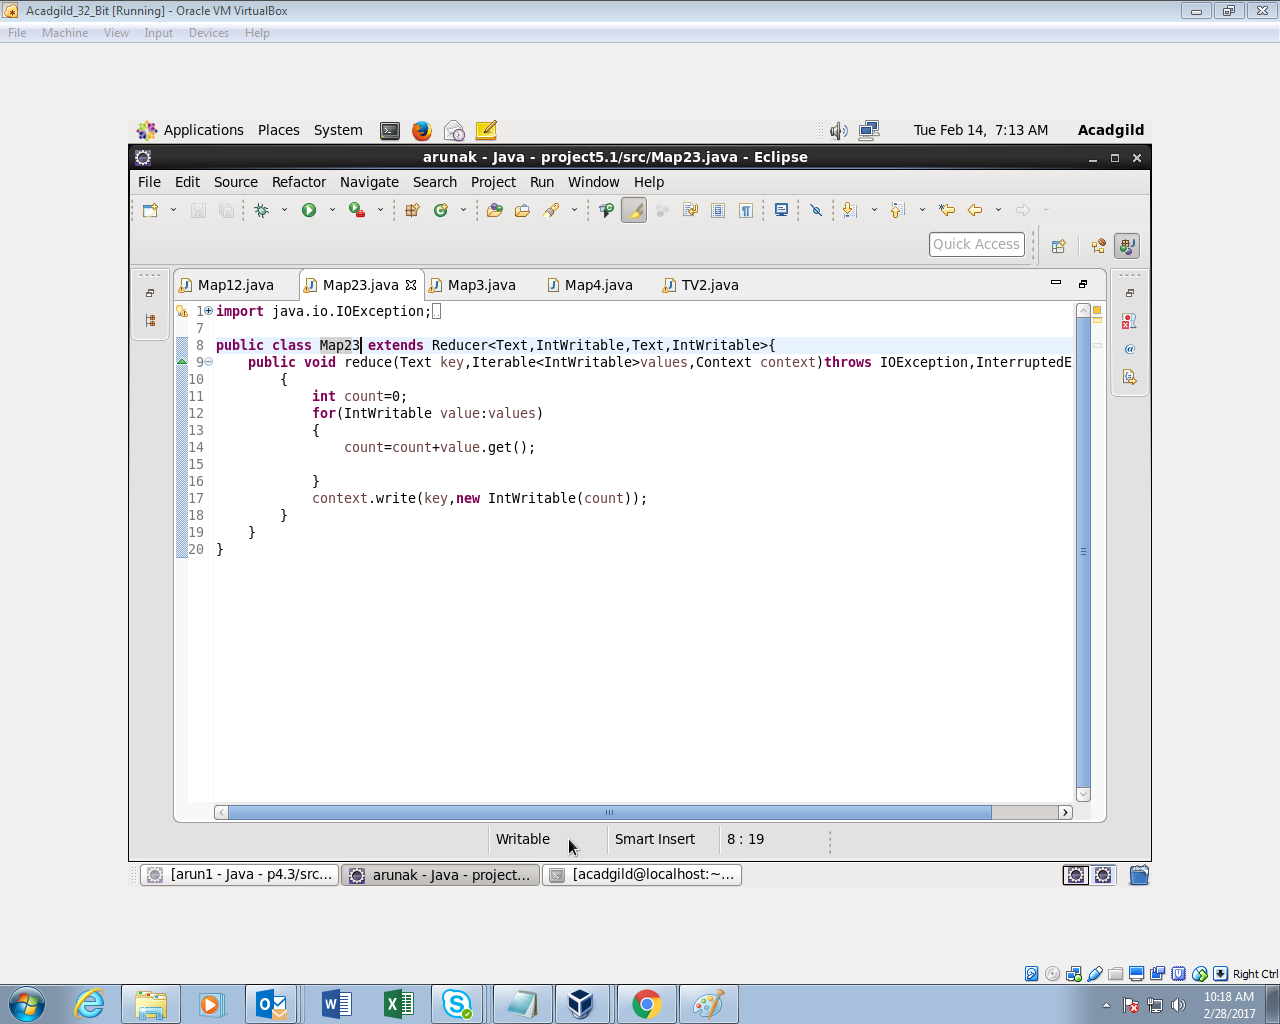 Acadgild_32_Bit [Running] - Oracle VM VirtualBox
File Machine View Input Devices Help
Applications Places System Tue Feb 14, 7:13 AM Acadgild
arunak - Java - project5.1/src/Map23.java - Eclipse
File Edit Source Refactor Navigate Search Project Run Window Help
Quick Access
Map12.java Map23.java Map3.java Map4.java TV2.java
1 import java.io.IOException;
7
8 public class Map23 extends Reducer<Text,IntWritable,Text,IntWritable>{
9 public void reduce(Text key,Iterable<IntWritable>values,Context context)throws IOException,InterruptedE
10 {
11 int count=0;
12 for(IntWritable value:values)
13 {
14 count=count+value.get();
15
16 }
17 context.write(key,new IntWritable(count));
18 }
19 }
20 }
Writable Smart Insert 8 : 19
[arun1 - Java - p4.3/src... arunak - Java - project... [acadgild@localhost:~...
Right Ctrl
10:18 AM
2/28/2017